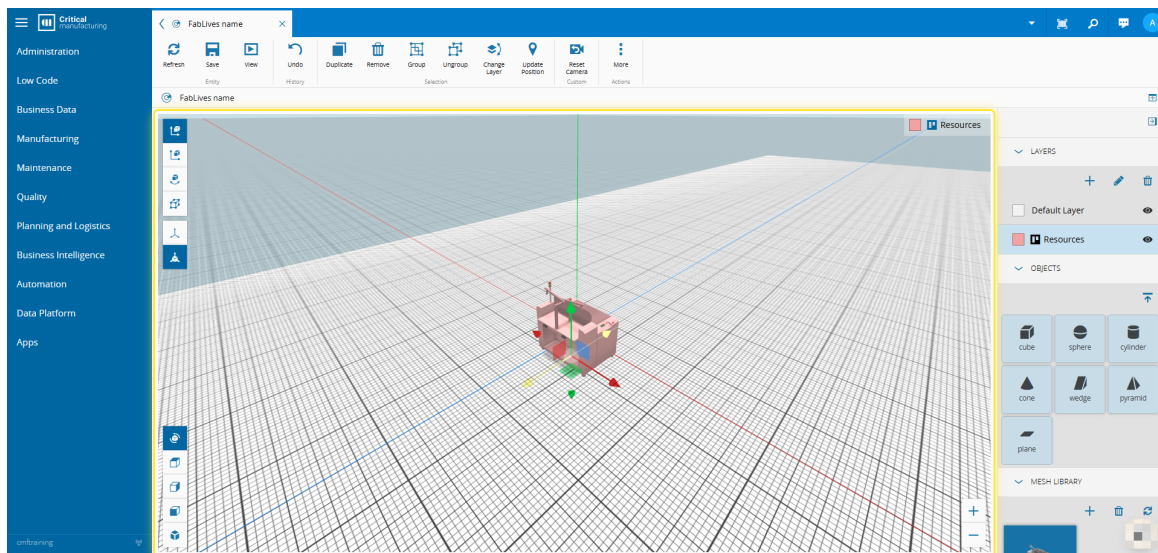 Critical
manufacturing
FabLives name
A
Administration
Low Code
Business Data
Manufacturing
Maintenance
Quality
Planning and Logistics
Business Intelligence
Automation
Data Platform
Apps
cmftraining
Refresh
Save
View
Undo
Duplicate
Remove
Group
Ungroup
Change
Layer
Update
Position
Reset
Camera
More
Entity
History
Selection
Custom
Actions
FabLives name
Resources
LAYERS
Default Layer
Resources
OBJECTS
cube
sphere
cylinder
cone
wedge
pyramid
plane
MESH LIBRARY